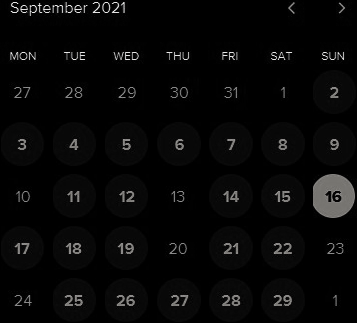 September 2021 < >
MON TUE WED THU FRI SAT SUN
27 28 29 30 31 1 2
3 4 5 6 7 8 9
10 11 12 13 14 15 16
17 18 19 20 21 22 23
24 25 26 27 28 29 1